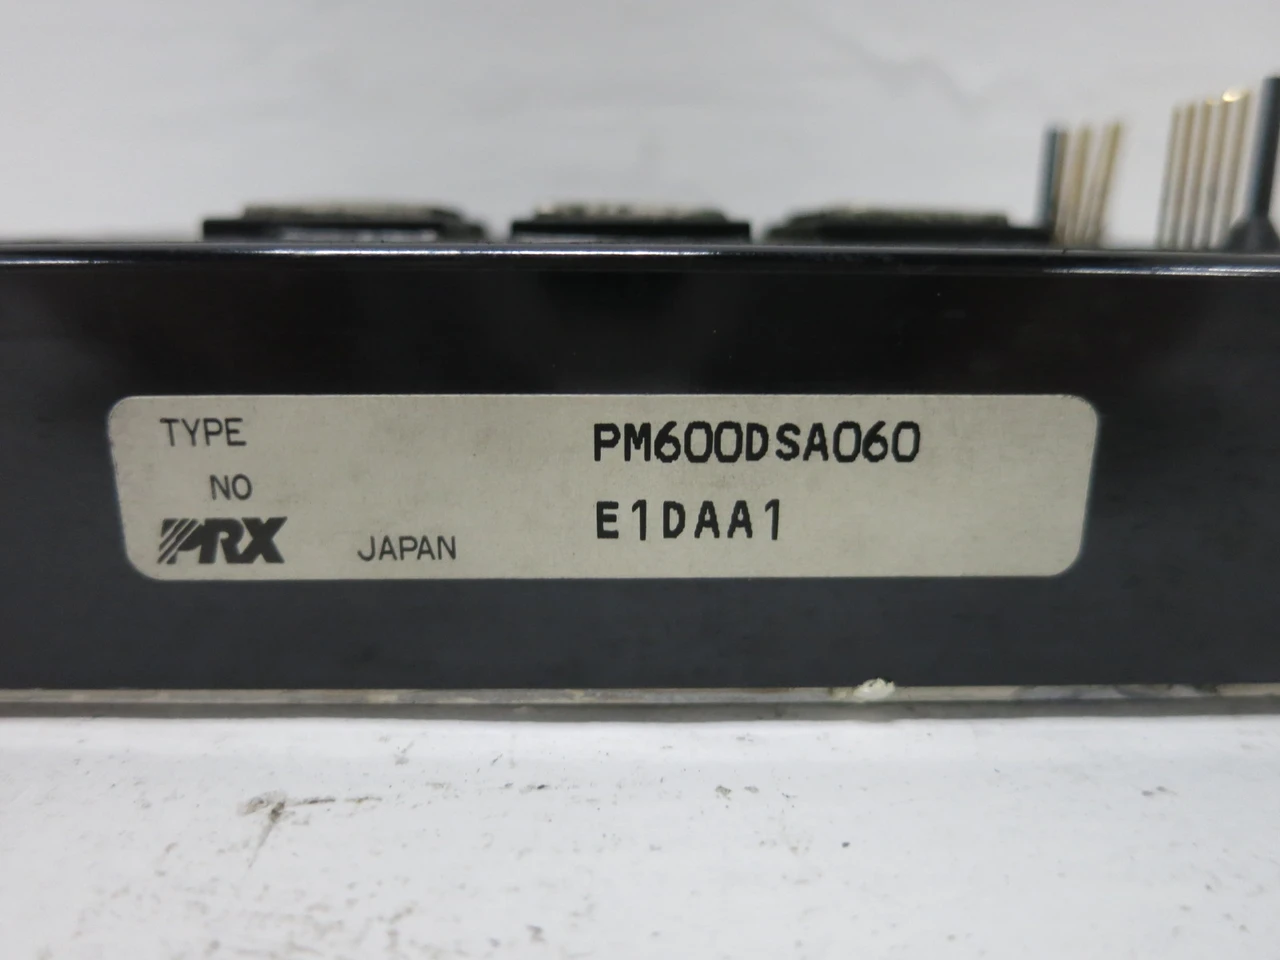 TYPE PM600DSA060
NO E1DAA1
PRX JAPAN